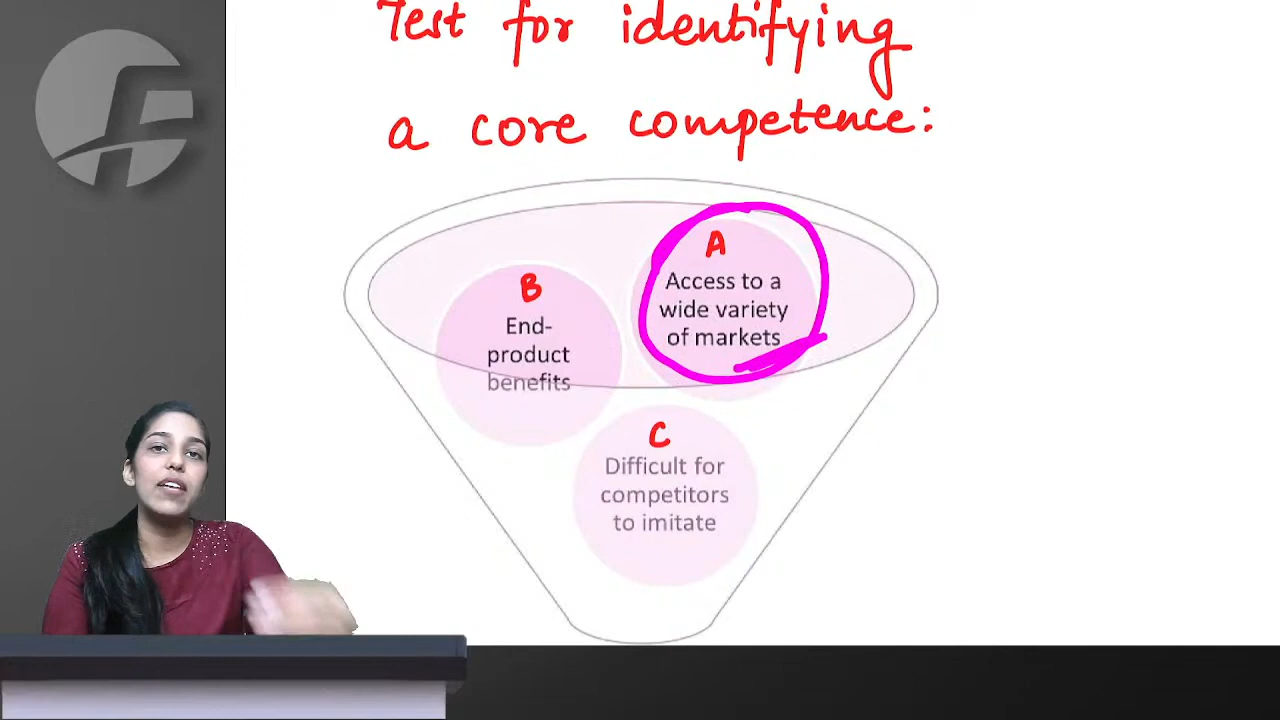 Test for identifying
a core competence:
A
Access to a
wide variety
of markets
B
End-
product
benefits
C
Difficult for
competitors
to imitate